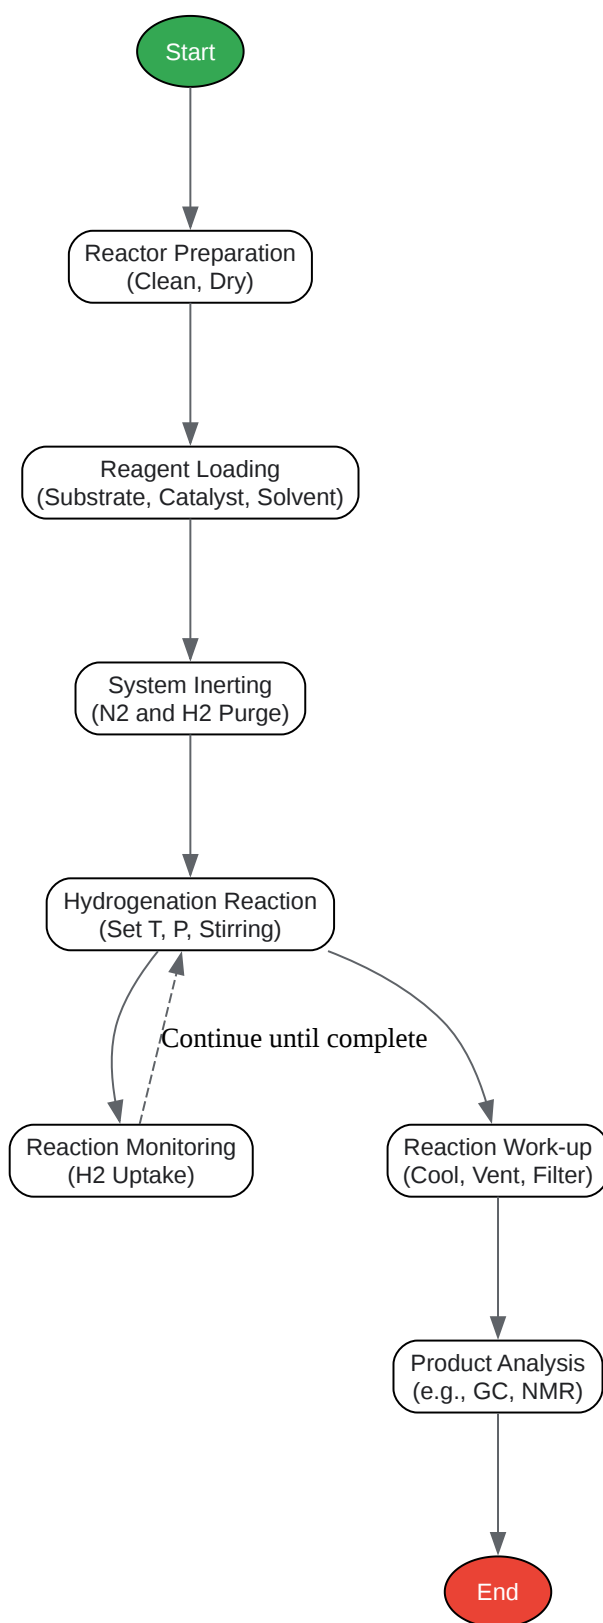 Start
Reactor Preparation
(Clean, Dry)
Reagent Loading
(Substrate, Catalyst, Solvent)
System Inerting
(N2 and H2 Purge)
Hydrogenation Reaction
(Set T, P, Stirring)
Continue until complete
Reaction Monitoring
(H2 Uptake)
Reaction Work-up
(Cool, Vent, Filter)
Product Analysis
(e.g., GC, NMR)
End